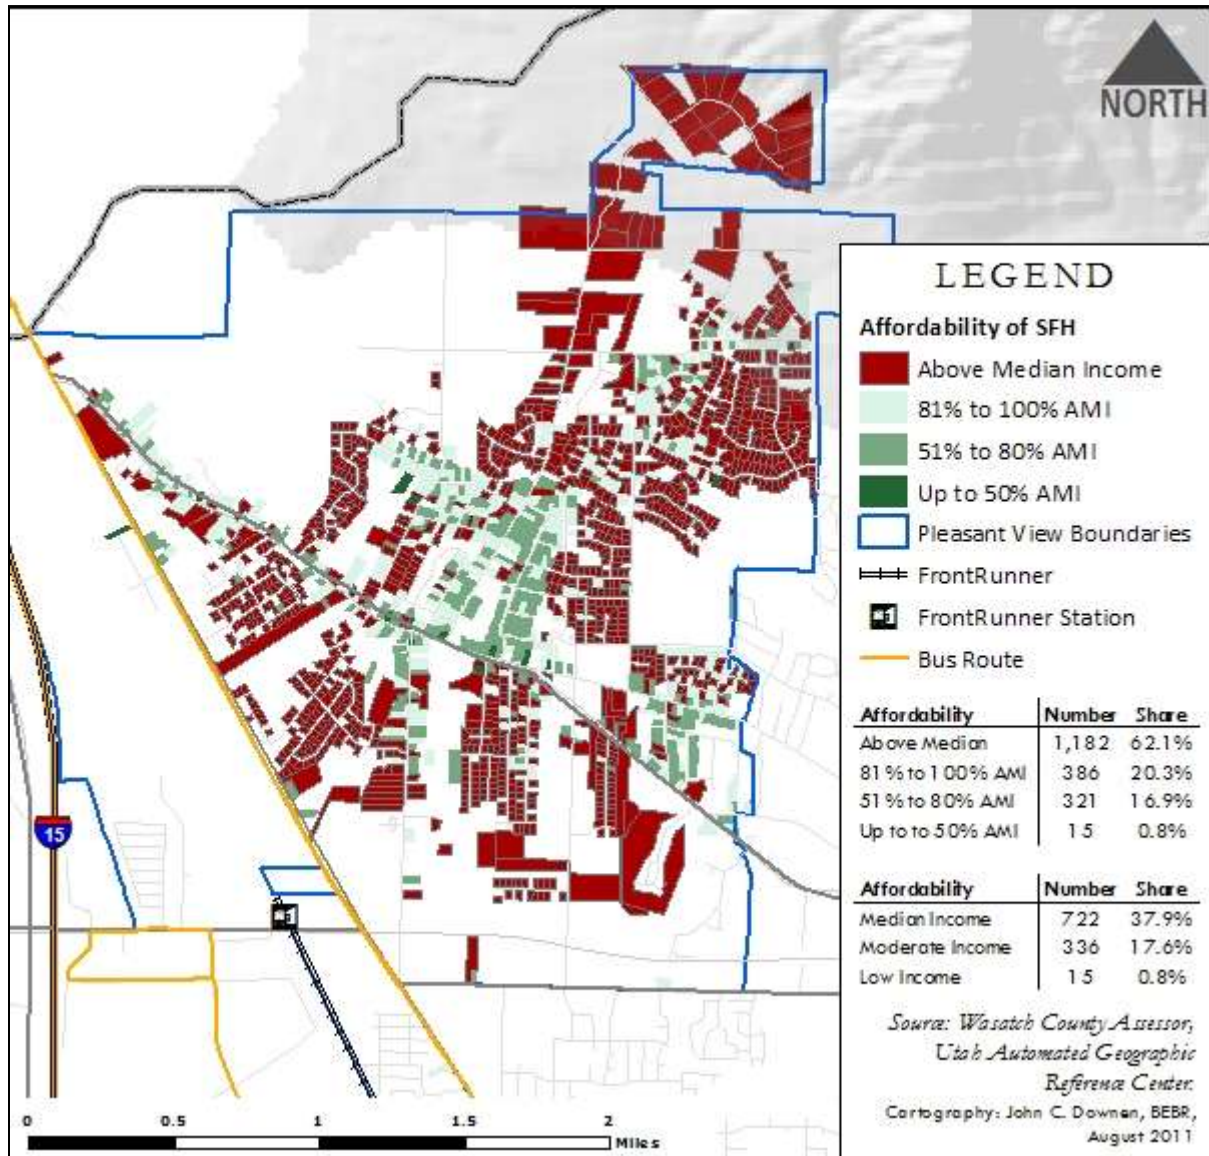 NORTH
LEGEND
Affordability of SFH
Above Median Income
81% to 100% AMI
51% to 80% AMI
Up to 50% AMI
Pleasant View Boundaries
FrontRunner
FrontRunner Station
Bus Route
Affordability Number Share
Above Median 1,182 62.1%
81% to 100% AMI 386 20.3%
51% to 80% AMI 321 16.9%
Up to to 50% AMI 15 0.8%
Affordability Number Share
Median Income 722 37.9%
Moderate Income 336 17.6%
Low Income 15 0.8%
Source: Wasatch County Assessor,
Utah Automated Geographic
Reference Center.
Cartography: John C. Downen, BEBR,
August 2011
15
0 0.5 1 1.5 2
Miles